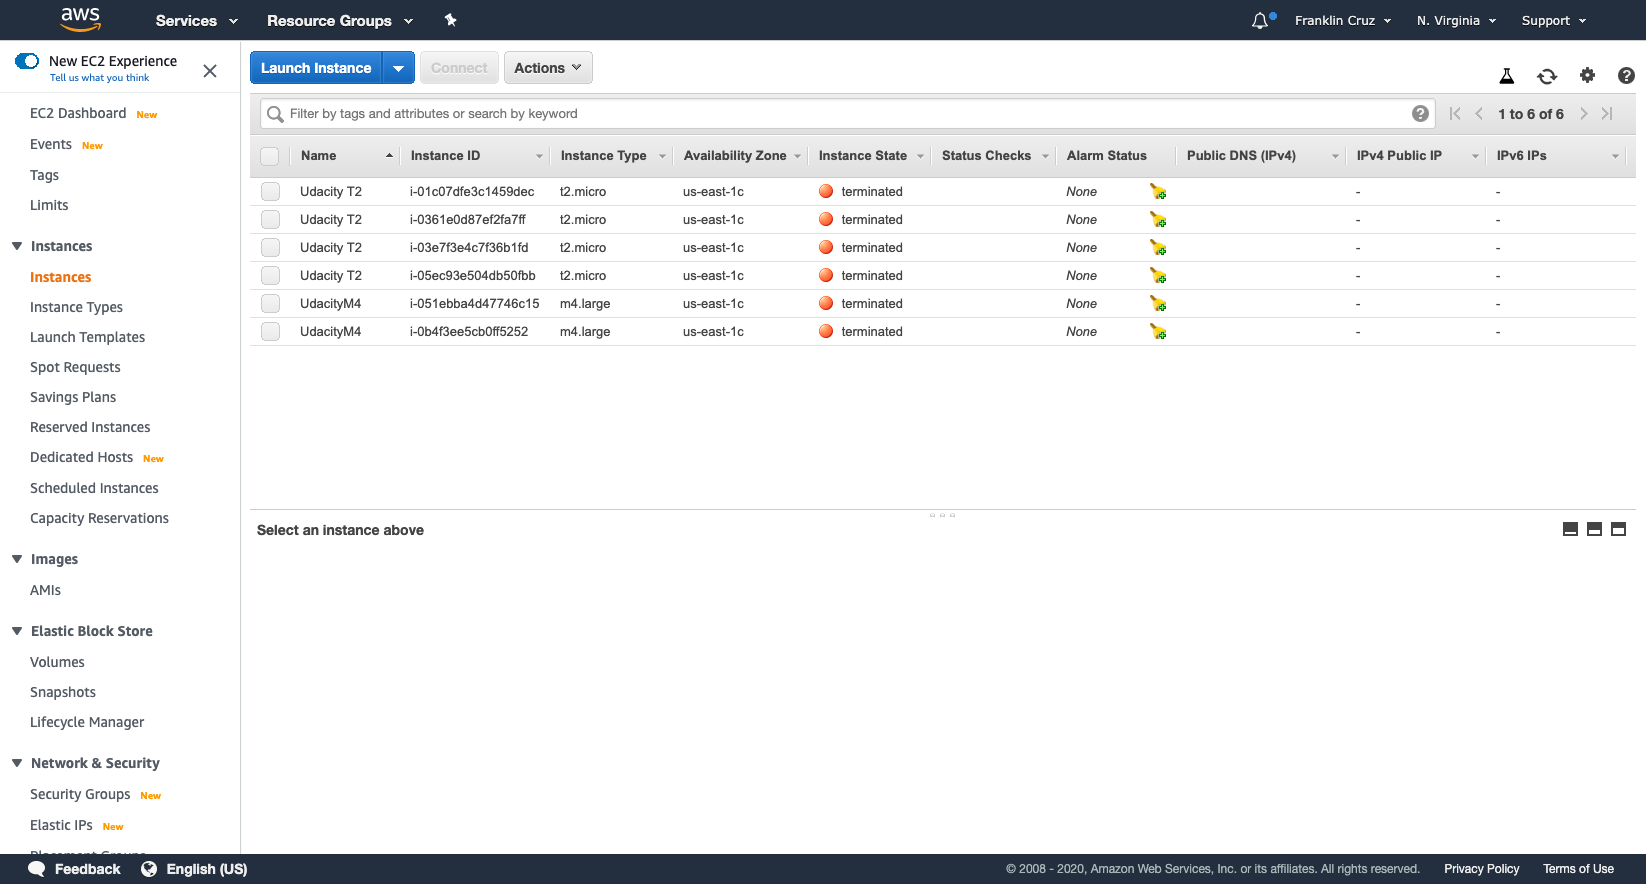 aws Services Resource Groups Franklin Cruz N. Virginia Support
New EC2 Experience
Tell us what you think
EC2 Dashboard New
Events New
Tags
Limits
Instances
Instances
Instance Types
Launch Templates
Spot Requests
Savings Plans
Reserved Instances
Dedicated Hosts New
Scheduled Instances
Capacity Reservations
Images
AMIs
Elastic Block Store
Volumes
Snapshots
Lifecycle Manager
Network & Security
Security Groups New
Elastic IPs New
Placement Groups
Launch Instance Connect Actions
Filter by tags and attributes or search by keyword 1 to 6 of 6
Name Instance ID Instance Type Availability Zone Instance State Status Checks Alarm Status Public DNS (IPv4) IPv4 Public IP IPv6 IPs
Udacity T2 i-01c07dfe3c1459dec t2.micro us-east-1c terminated None - -
Udacity T2 i-0361e0d87ef2fa7ff t2.micro us-east-1c terminated None - -
Udacity T2 i-03e7f3e4c7f36b1fd t2.micro us-east-1c terminated None - -
Udacity T2 i-05ec93e504db50fbb t2.micro us-east-1c terminated None - -
UdacityM4 i-051ebba4d47746c15 m4.large us-east-1c terminated None - -
UdacityM4 i-0b4f3ee5cb0ff5252 m4.large us-east-1c terminated None - -
Select an instance above
Feedback English (US) © 2008 - 2020, Amazon Web Services, Inc. or its affiliates. All rights reserved. Privacy Policy Terms of Use